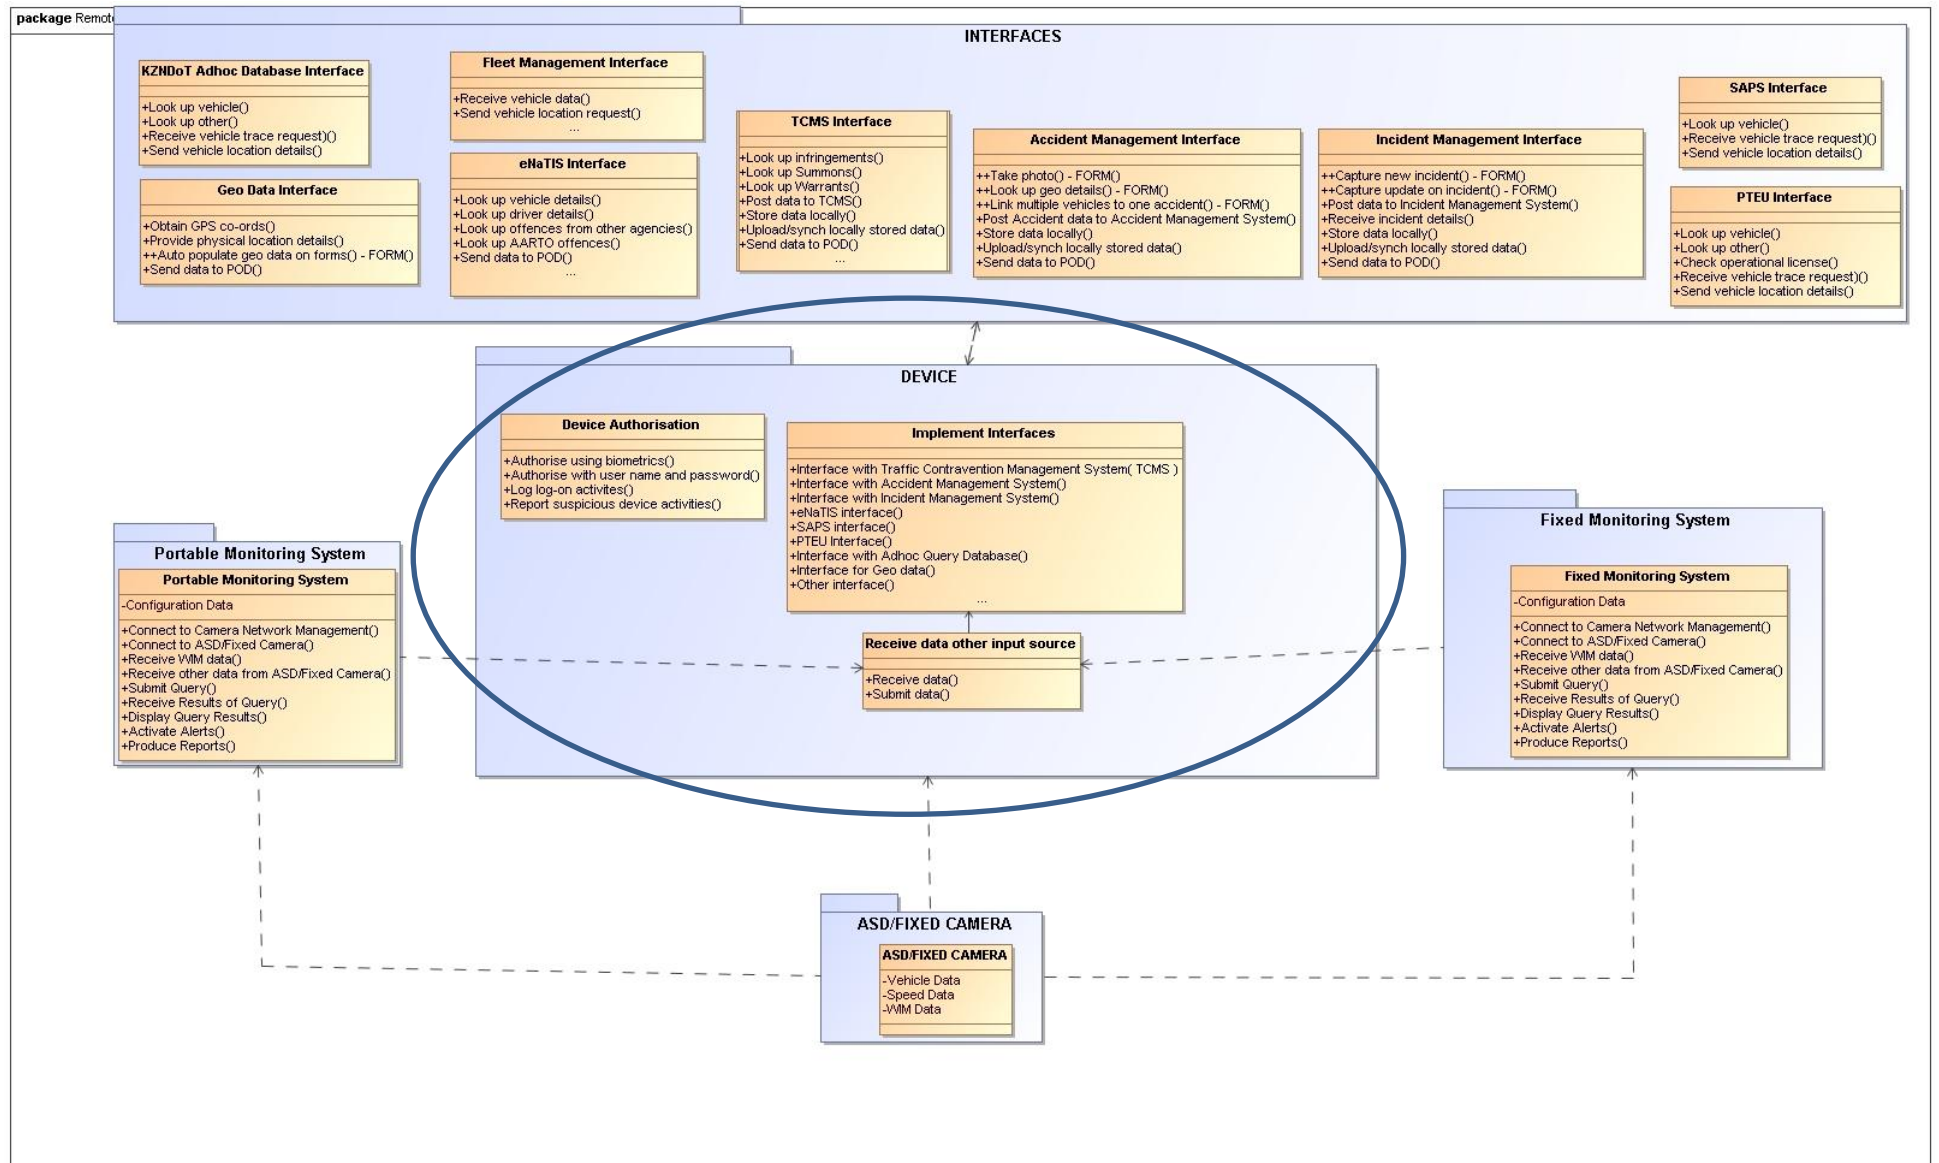 package Remot
INTERFACES
KZNDoT Adhoc Database Interface
+Look up vehicle()
+Look up other()
+Receive vehicle trace request)()
+Send vehicle location details()
Geo Data Interface
+Obtain GPS co-ords()
+Provide physical location details()
++Auto populate geo data on forms() - FORM()
+Send data to POD()
Fleet Management Interface
+Receive vehicle data()
+Send vehicle location request()
...
eNaTIS Interface
+Look up vehicle details()
+Look up driver details()
+Look up offences from other agencies()
+Look up AARTO offences()
+Send data to POD()
...
TCMS Interface
+Look up infringements()
+Look up Summons()
+Look up Warrants()
+Post data to TCMS()
+Store data locally()
+Upload/synch locally stored data()
+Send data to POD()
...
Accident Management Interface
++Take photo() - FORM()
++Look up geo details() - FORM()
++Link multiple vehicles to one accident() - FORM()
+Post Accident data to Accident Management System()
+Store data locally()
+Upload/synch locally stored data()
+Send data to POD()
Incident Management Interface
++Capture new incident() - FORM()
++Capture update on incident() - FORM()
+Post data to Incident Management System()
+Receive incident details()
+Store data locally()
+Upload/synch locally stored data()
+Send data to POD()
SAPS Interface
+Look up vehicle()
+Receive vehicle trace request)()
+Send vehicle location details()
PTEU Interface
+Look up vehicle()
+Look up other()
+Check operational license()
+Receive vehicle trace request)()
+Send vehicle location details()
DEVICE
Device Authorisation
+Authorise using biometrics()
+Authorise with user name and password()
+Log log-on activites()
+Report suspicious device activities()
Implement Interfaces
+Interface with Traffic Contravention Management System( TCMS )
+Interface with Accident Management System()
+Interface with Incident Management System()
+eNaTIS interface()
+SAPS interface()
+PTEU Interface()
+Interface with Adhoc Query Database()
+Interface for Geo data()
+Other interface()
...
Receive data other input source
+Receive data()
+Submit data()
Portable Monitoring System
Portable Monitoring System
-Configuration Data
+Connect to Camera Network Management()
+Connect to ASD/Fixed Camera()
+Receive WIM data()
+Receive other data from ASD/Fixed Camera()
+Submit Query()
+Receive Results of Query()
+Display Query Results()
+Activate Alerts()
+Produce Reports()
Fixed Monitoring System
Fixed Monitoring System
-Configuration Data
+Connect to Camera Network Management()
+Connect to ASD/Fixed Camera()
+Receive WIM data()
+Receive other data from ASD/Fixed Camera()
+Submit Query()
+Receive Results of Query()
+Display Query Results()
+Activate Alerts()
+Produce Reports()
ASD/FIXED CAMERA
ASD/FIXED CAMERA
-Vehicle Data
-Speed Data
-WIM Data